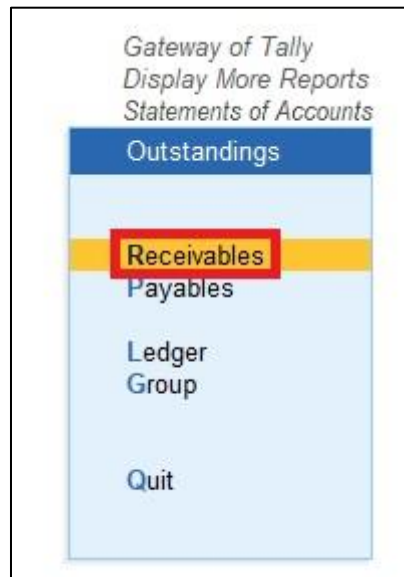 Gateway of Tally
Display More Reports
Statements of Accounts
Outstandings
Receivables
Payables
Ledger
Group
Quit